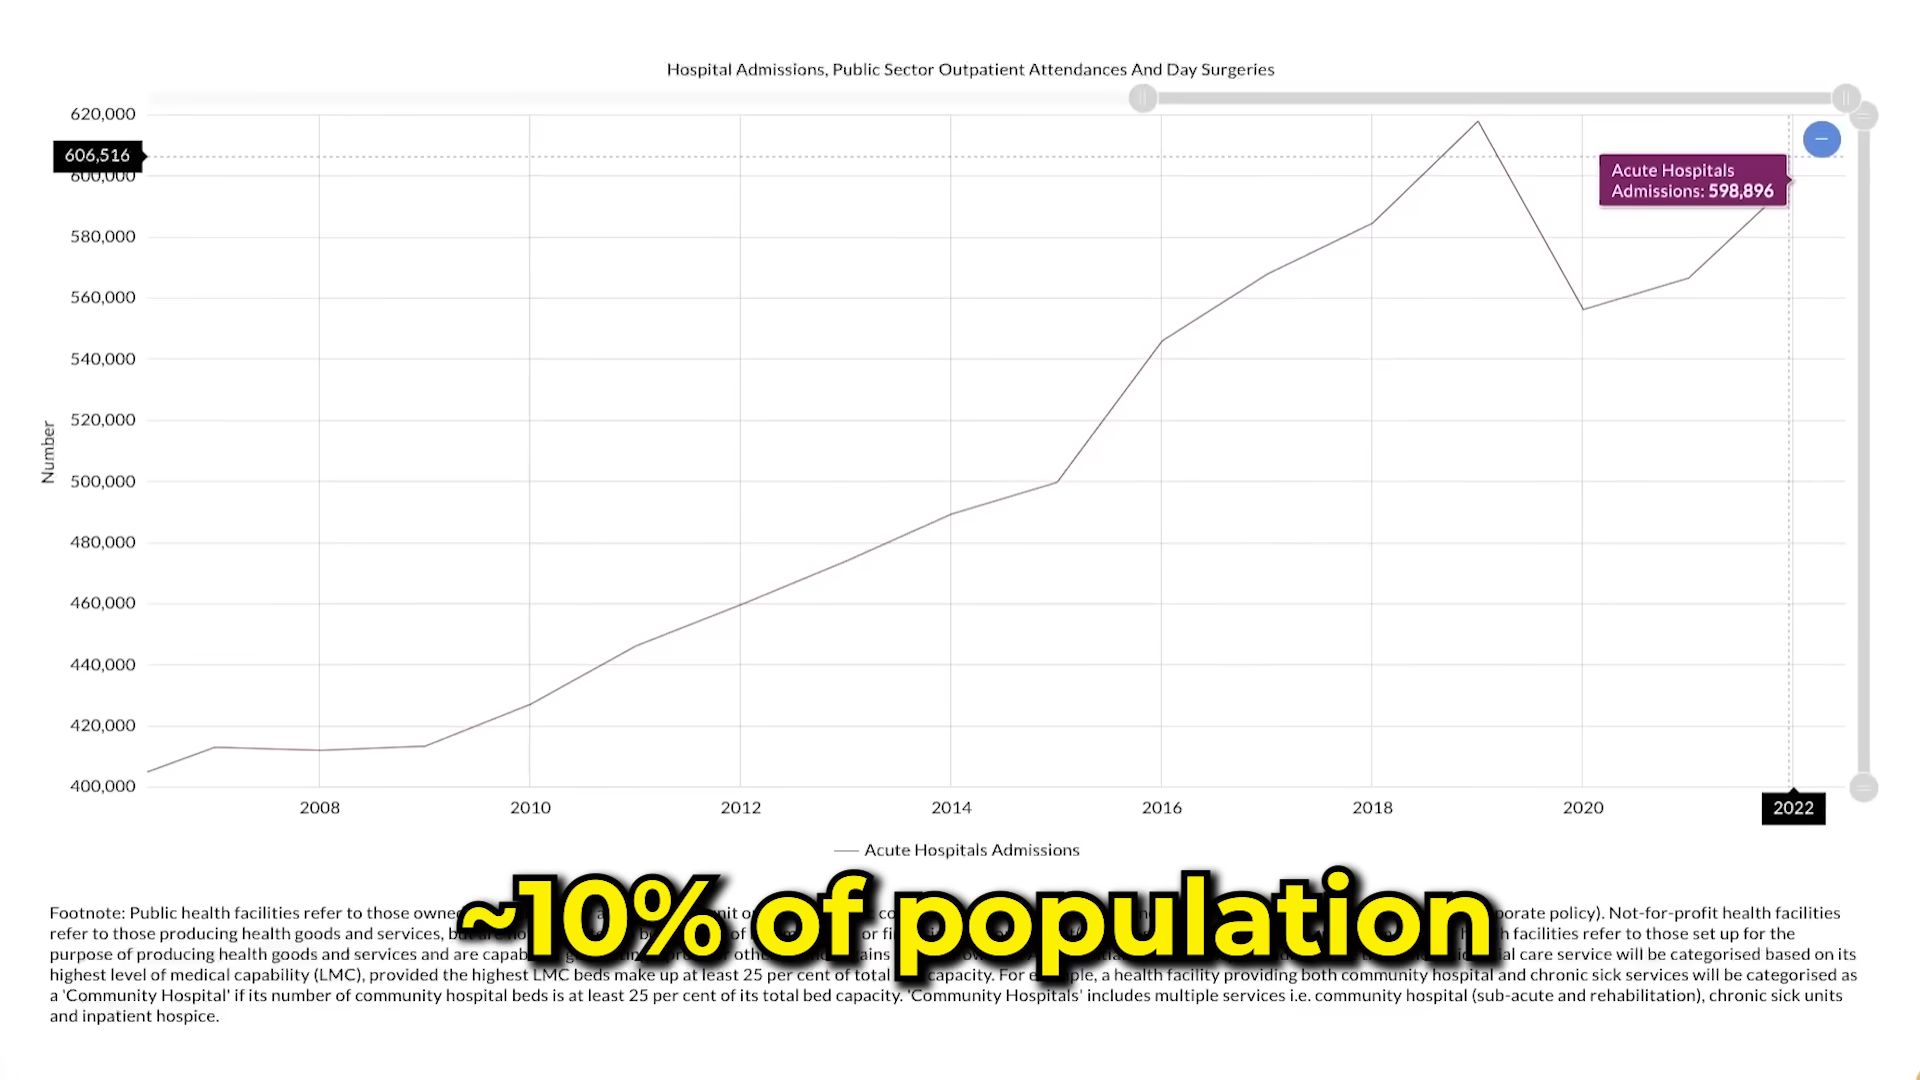 Hospital Admissions, Public Sector Outpatient Attendances And Day Surgeries
620,000
606,516
600,000
580,000
560,000
540,000
520,000
500,000
480,000
460,000
440,000
420,000
400,000
Number
Acute Hospitals
Admissions: 598,896
2008 2010 2012 2014 2016 2018 2020 2022
Acute Hospitals Admissions
~10% of population
Footnote: Public health facilities refer to those porate policy). Not-for-profit health facilities
refer to those producing health goods and services, facilities refer to those set up for the
purpose of producing health goods and services and are care service will be categorised based on its
highest level of medical capability (LMC), provided the highest LMC beds make up at least 25 per cent of total capacity. For a health facility providing both community hospital and chronic sick services will be categorised as
a 'Community Hospital' if its number of community hospital beds is at least 25 per cent of its total bed capacity. 'Community Hospitals' includes multiple services i.e. community hospital (sub-acute and rehabilitation), chronic sick units
and inpatient hospice.